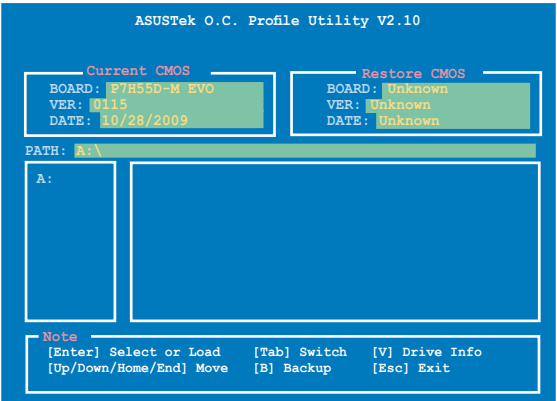 ASUSTek O.C. Profile Utility V2.10
Current CMOS
BOARD: P7H55D-M EVO
VER: 0115
DATE: 10/28/2009
Restore CMOS
BOARD: Unknown
VER: Unknown
DATE: Unknown
PATH: A:\
A:
Note
[Enter] Select or Load [Tab] Switch [V] Drive Info
[Up/Down/Home/End] Move [B] Backup [Esc] Exit